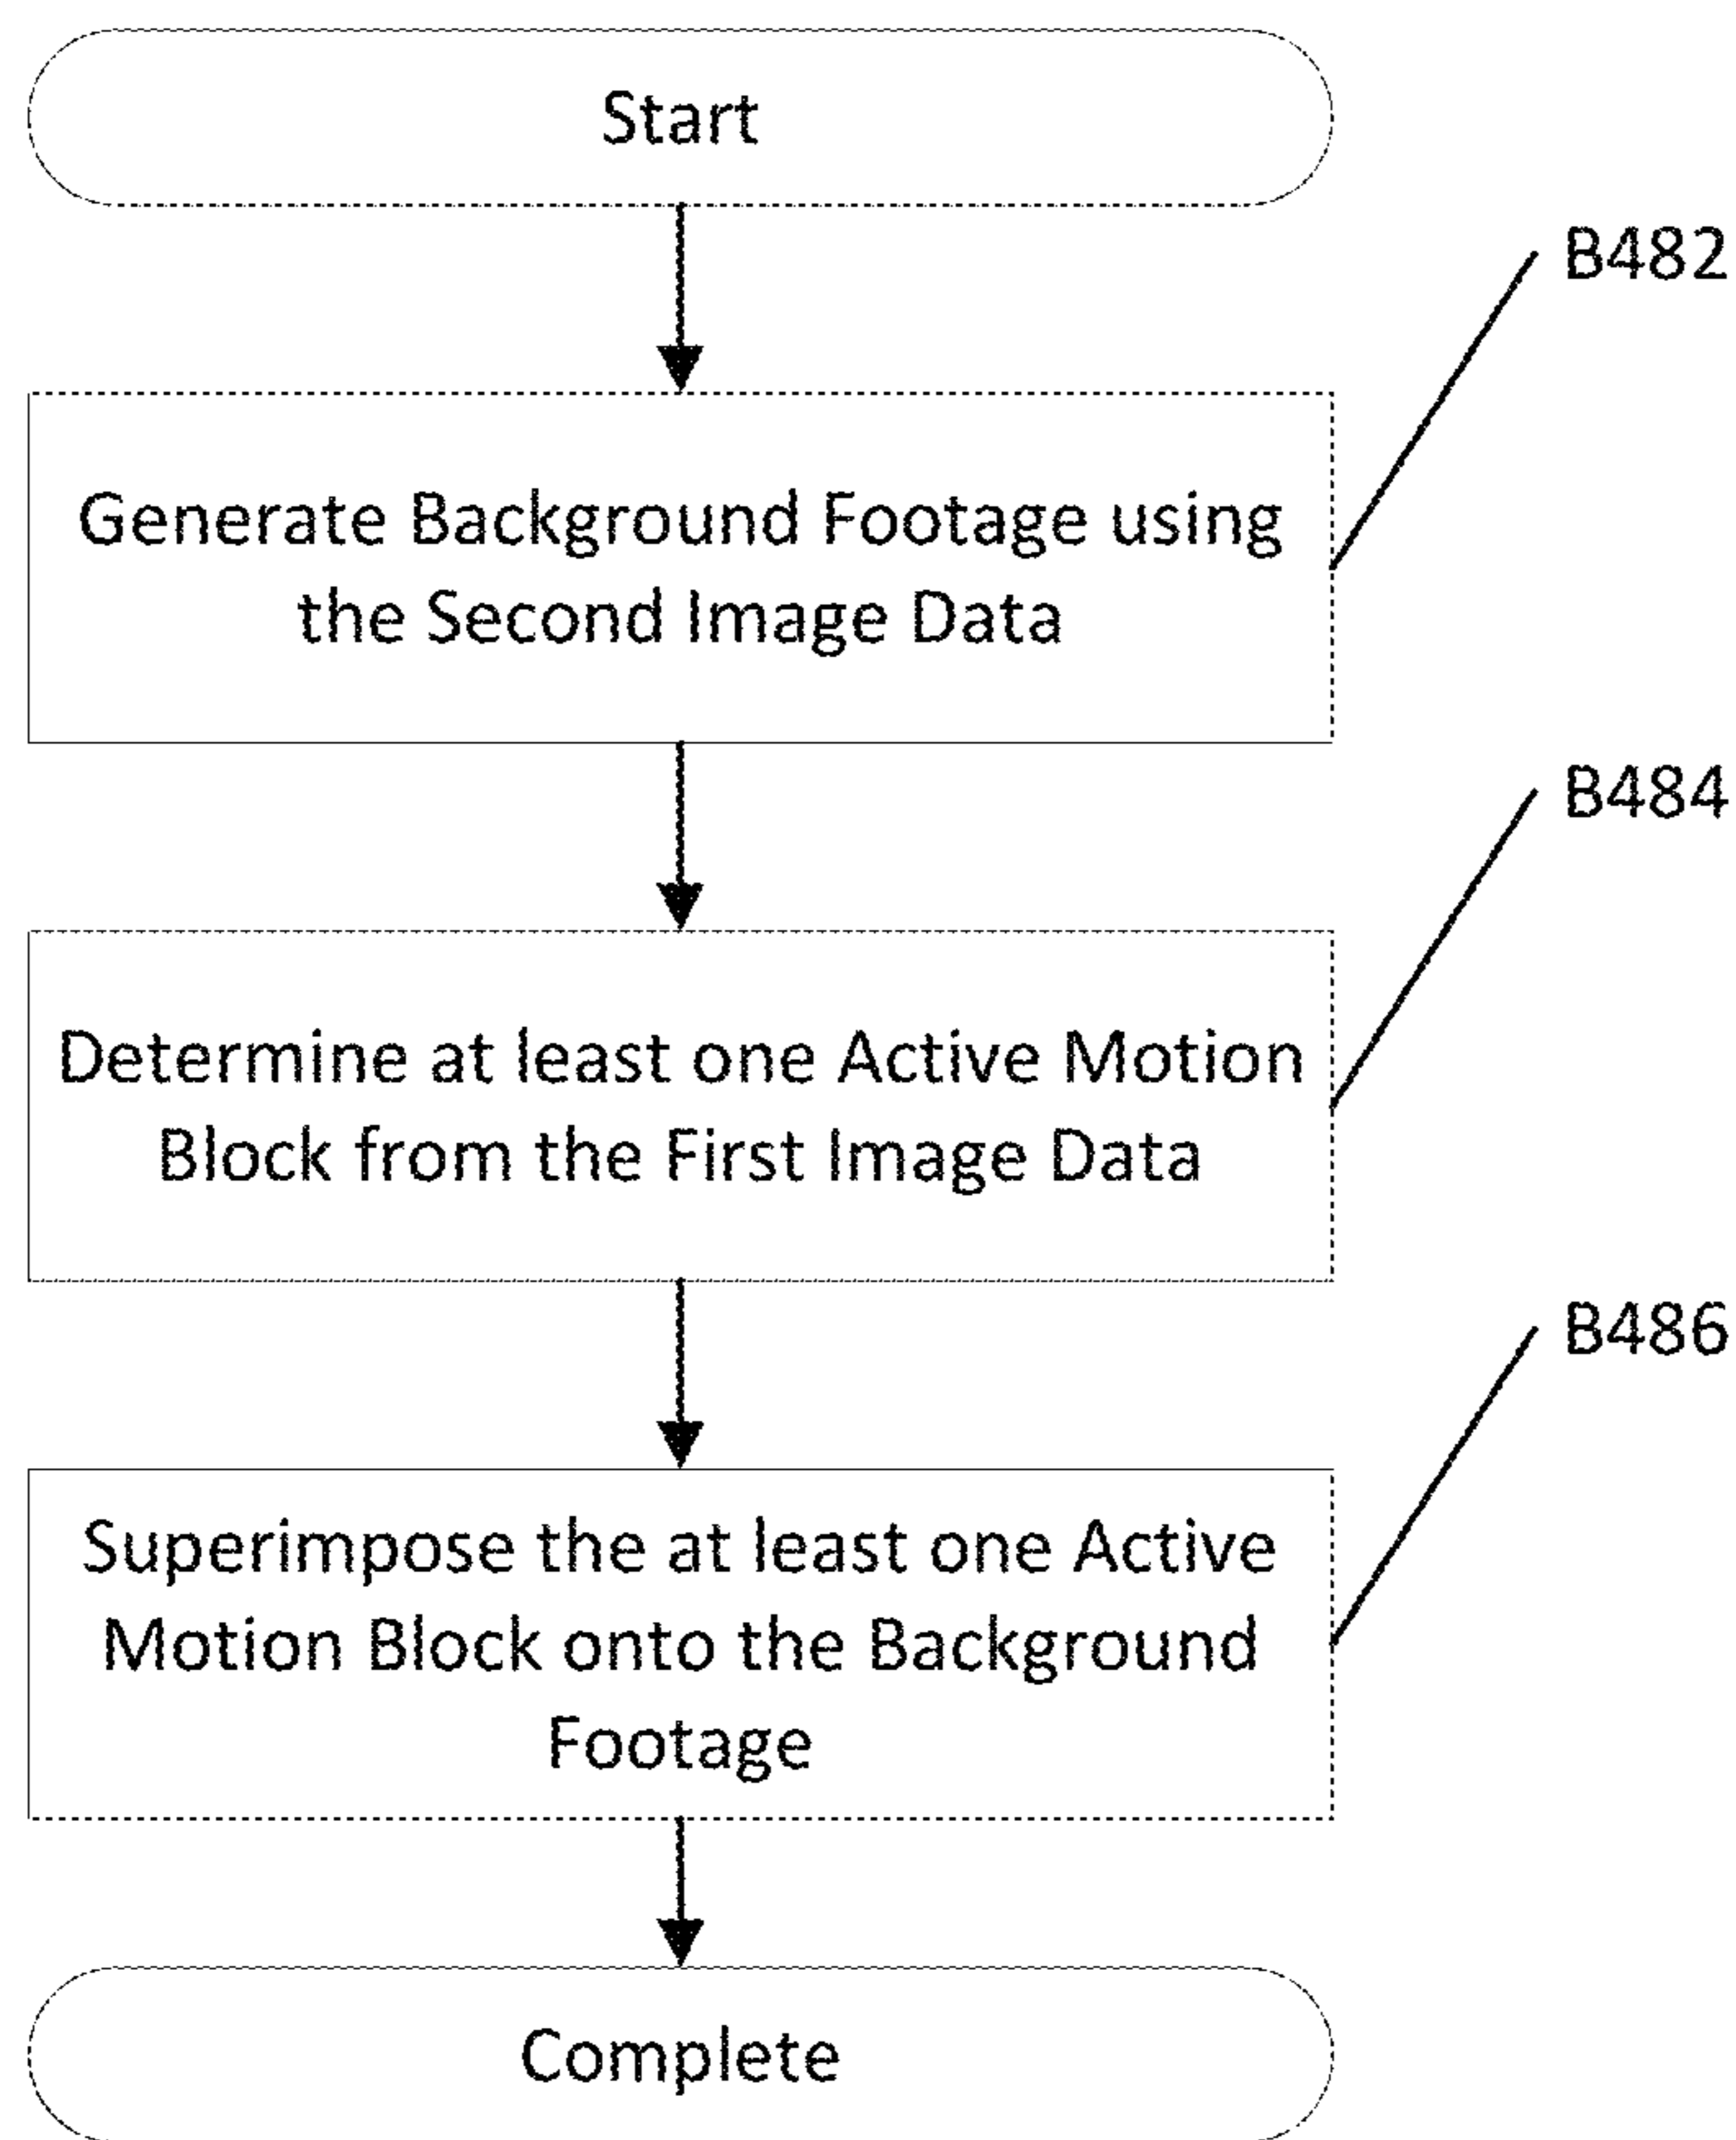 Start
B482
Generate Background Footage using
the Second Image Data
B484
Determine at least one Active Motion
Block from the First Image Data
B486
Superimpose the at least one Active
Motion Block onto the Background
Footage
Complete